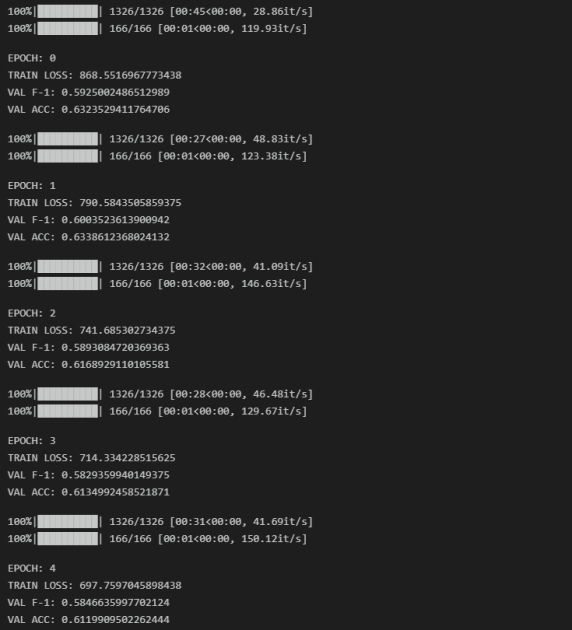 100%|██████████| 1326/1326 [00:45<00:00, 28.86it/s]
100%|██████████| 166/166 [00:01<00:00, 119.93it/s]
EPOCH: 0
TRAIN LOSS: 868.5516967773438
VAL F-1: 0.5925002486512989
VAL ACC: 0.6323529411764706
100%|██████████| 1326/1326 [00:27<00:00, 48.83it/s]
100%|██████████| 166/166 [00:01<00:00, 123.38it/s]
EPOCH: 1
TRAIN LOSS: 790.5843505859375
VAL F-1: 0.6003523613900942
VAL ACC: 0.6338612368024132
100%|██████████| 1326/1326 [00:32<00:00, 41.09it/s]
100%|██████████| 166/166 [00:01<00:00, 146.63it/s]
EPOCH: 2
TRAIN LOSS: 741.685302734375
VAL F-1: 0.5893084720369363
VAL ACC: 0.6168929110105581
100%|██████████| 1326/1326 [00:28<00:00, 46.48it/s]
100%|██████████| 166/166 [00:01<00:00, 129.67it/s]
EPOCH: 3
TRAIN LOSS: 714.334228515625
VAL F-1: 0.5829359940149375
VAL ACC: 0.6134992458521871
100%|██████████| 1326/1326 [00:31<00:00, 41.69it/s]
100%|██████████| 166/166 [00:01<00:00, 150.12it/s]
EPOCH: 4
TRAIN LOSS: 697.7597045898438
VAL F-1: 0.5846635997702124
VAL ACC: 0.6119909502262444